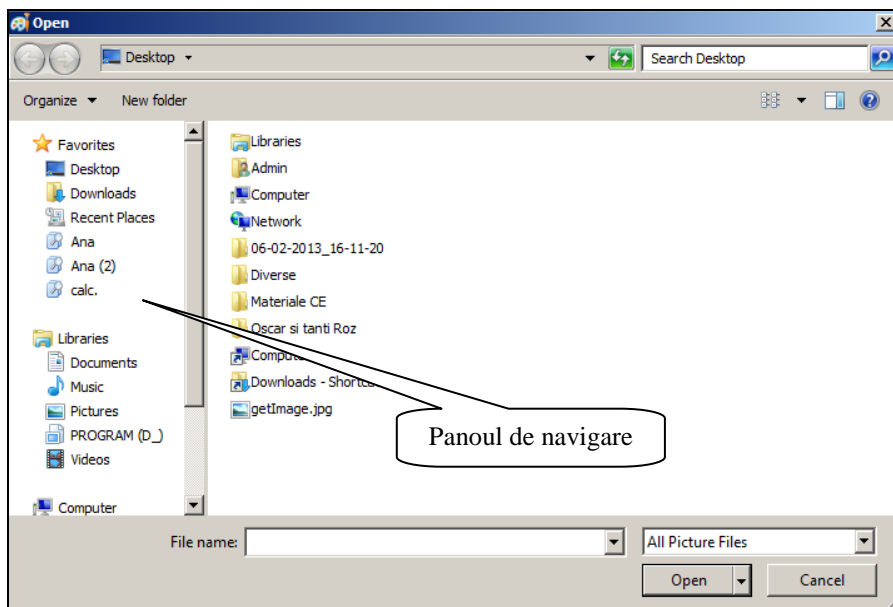 Open
Desktop
Search Desktop
Organize
New folder
Favorites
Desktop
Downloads
Recent Places
Ana
Ana (2)
calc.
Libraries
Documents
Music
Pictures
PROGRAM (D_)
Videos
Computer
Libraries
Admin
Computer
Network
06-02-2013_16-11-20
Diverse
Materiale CE
Oscar si tanti Roz
Downloads -
getImage.jpg
Panoul de navigare
File name:
All Picture Files
Open
Cancel